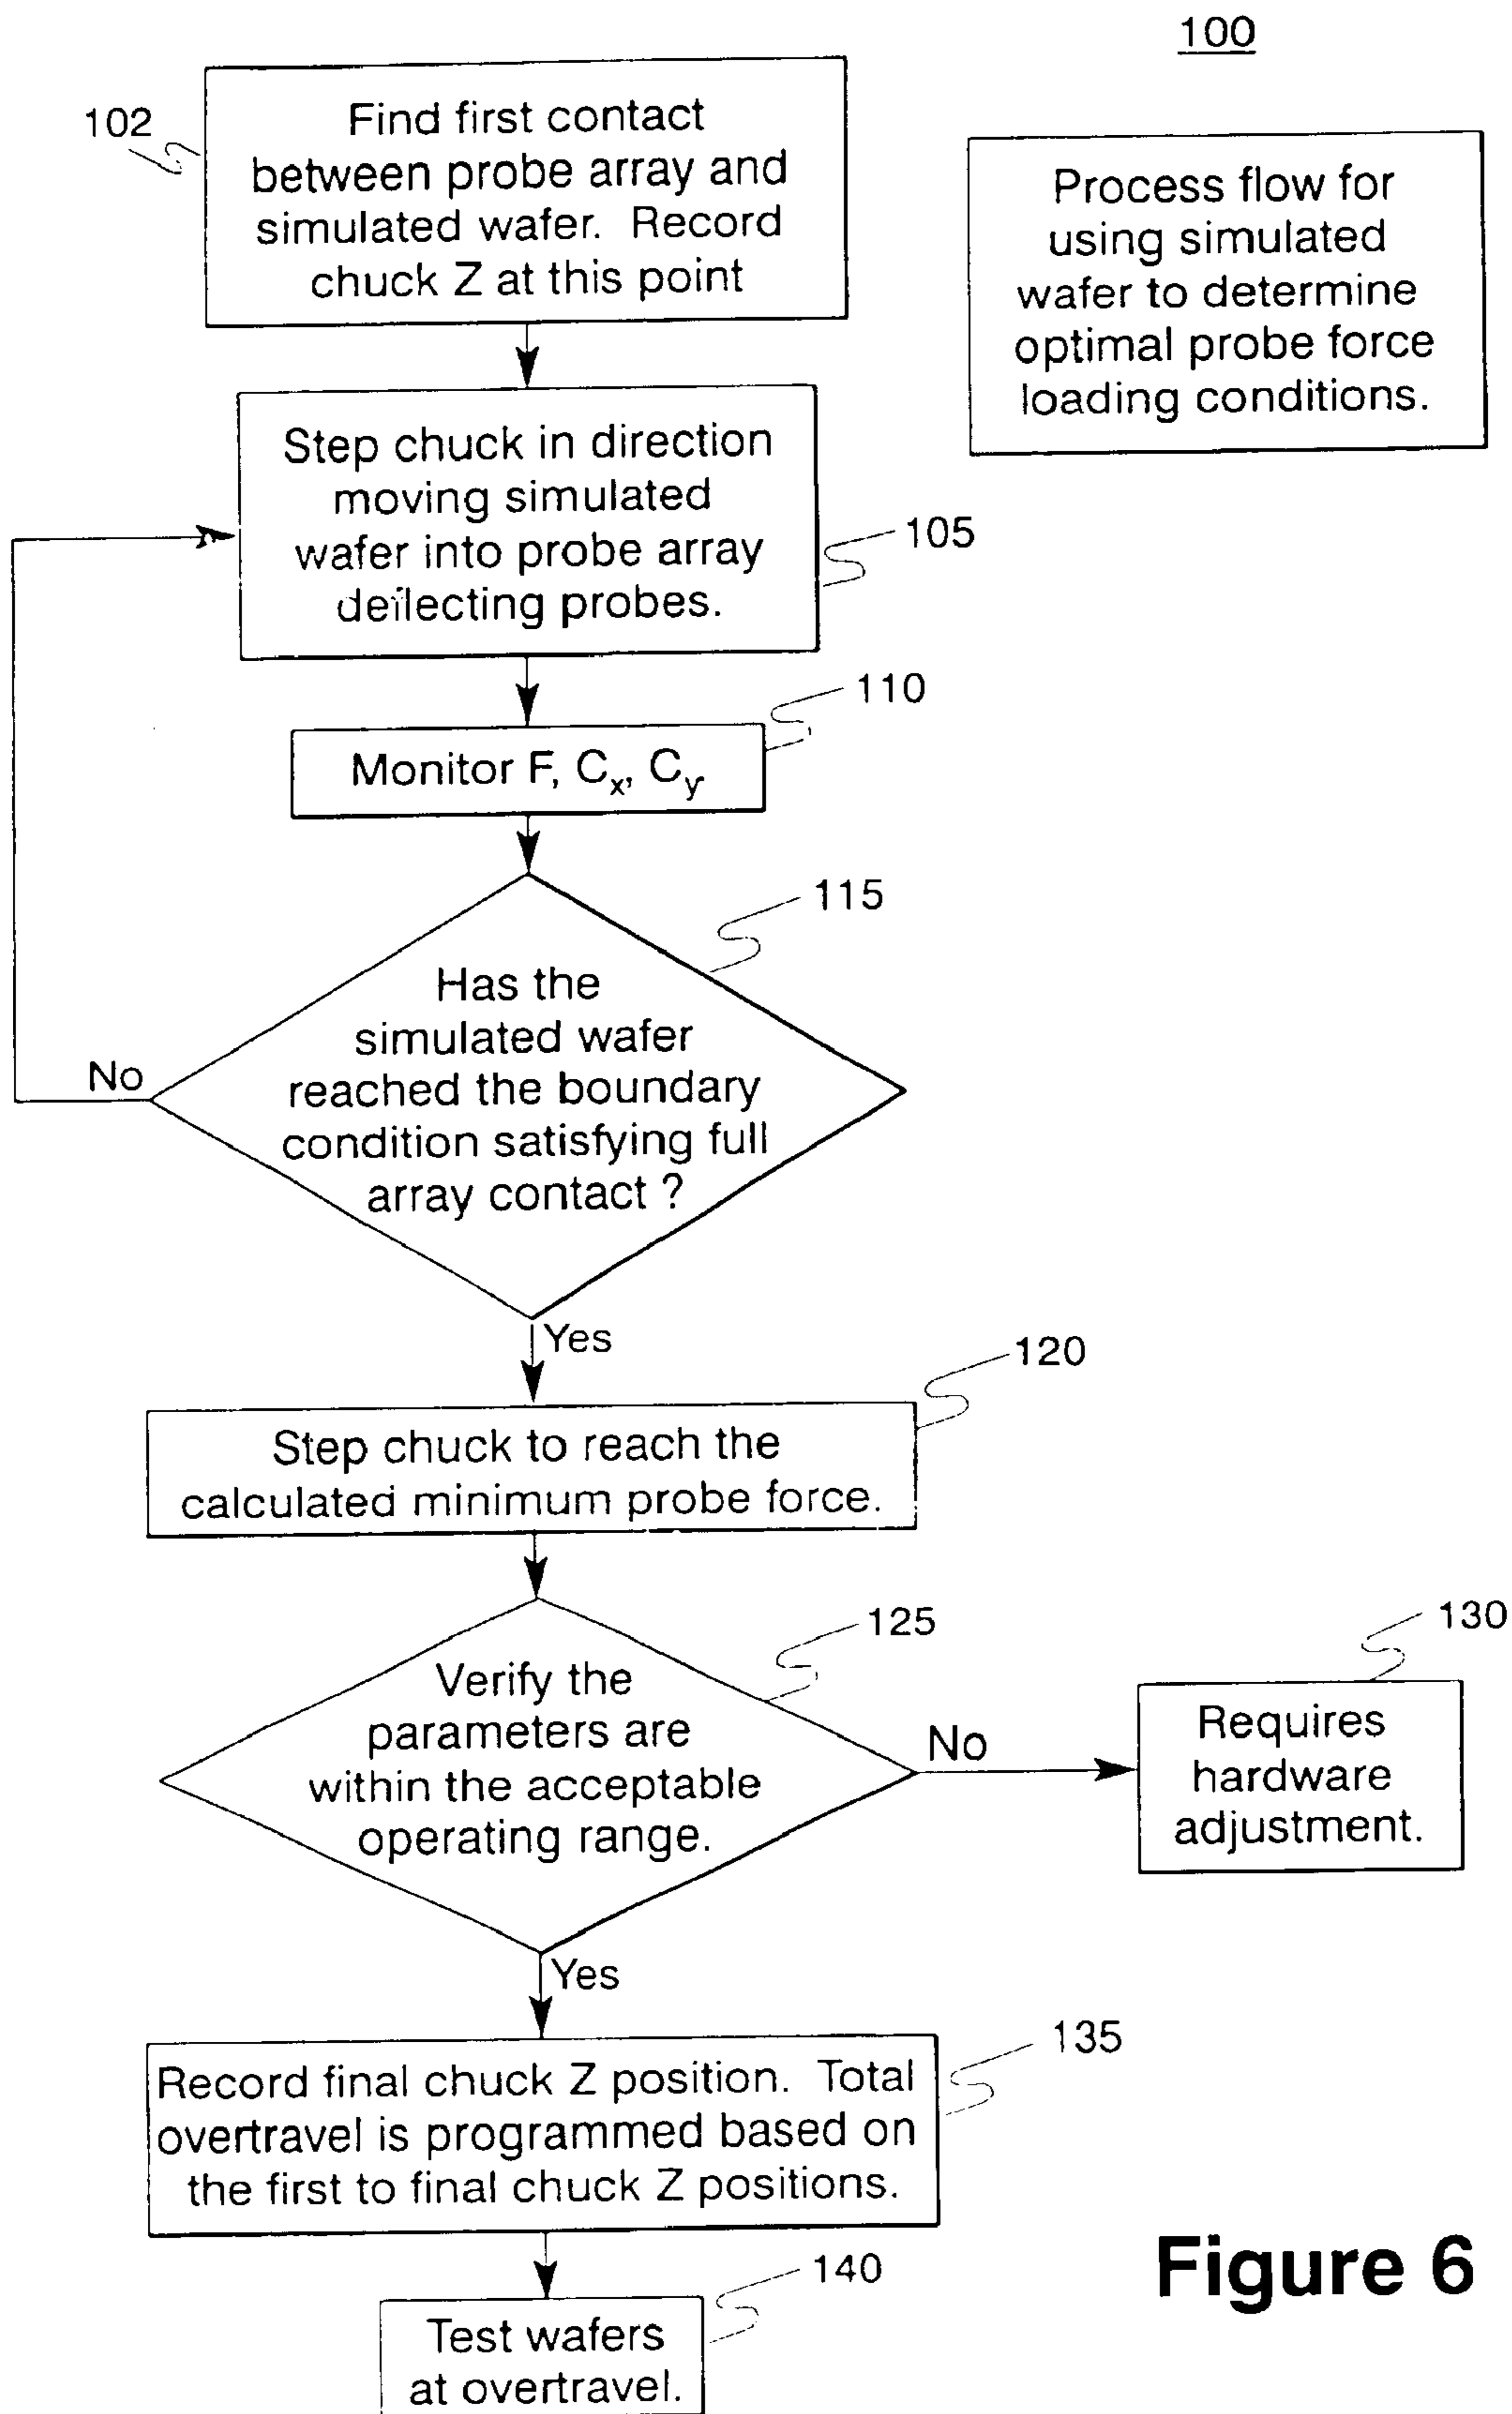 100
102
Find first contact
between probe array and
simulated wafer. Record
chuck Z at this point
Process flow for
using simulated
wafer to determine
optimal probe force
loading conditions.
Step chuck in direction
moving simulated
wafer into probe array
deflecting probes.
105
110
Monitor F, Cx, Cy
115
Has the
simulated wafer
reached the boundary
condition satisfying full
array contact ?
No
Yes
120
Step chuck to reach the
calculated minimum probe force.
125
Verify the
parameters are
within the acceptable
operating range.
No
130
Requires
hardware
adjustment.
Yes
135
Record final chuck Z position. Total
overtravel is programmed based on
the first to final chuck Z positions.
140
Test wafers
at overtravel.
Figure 6